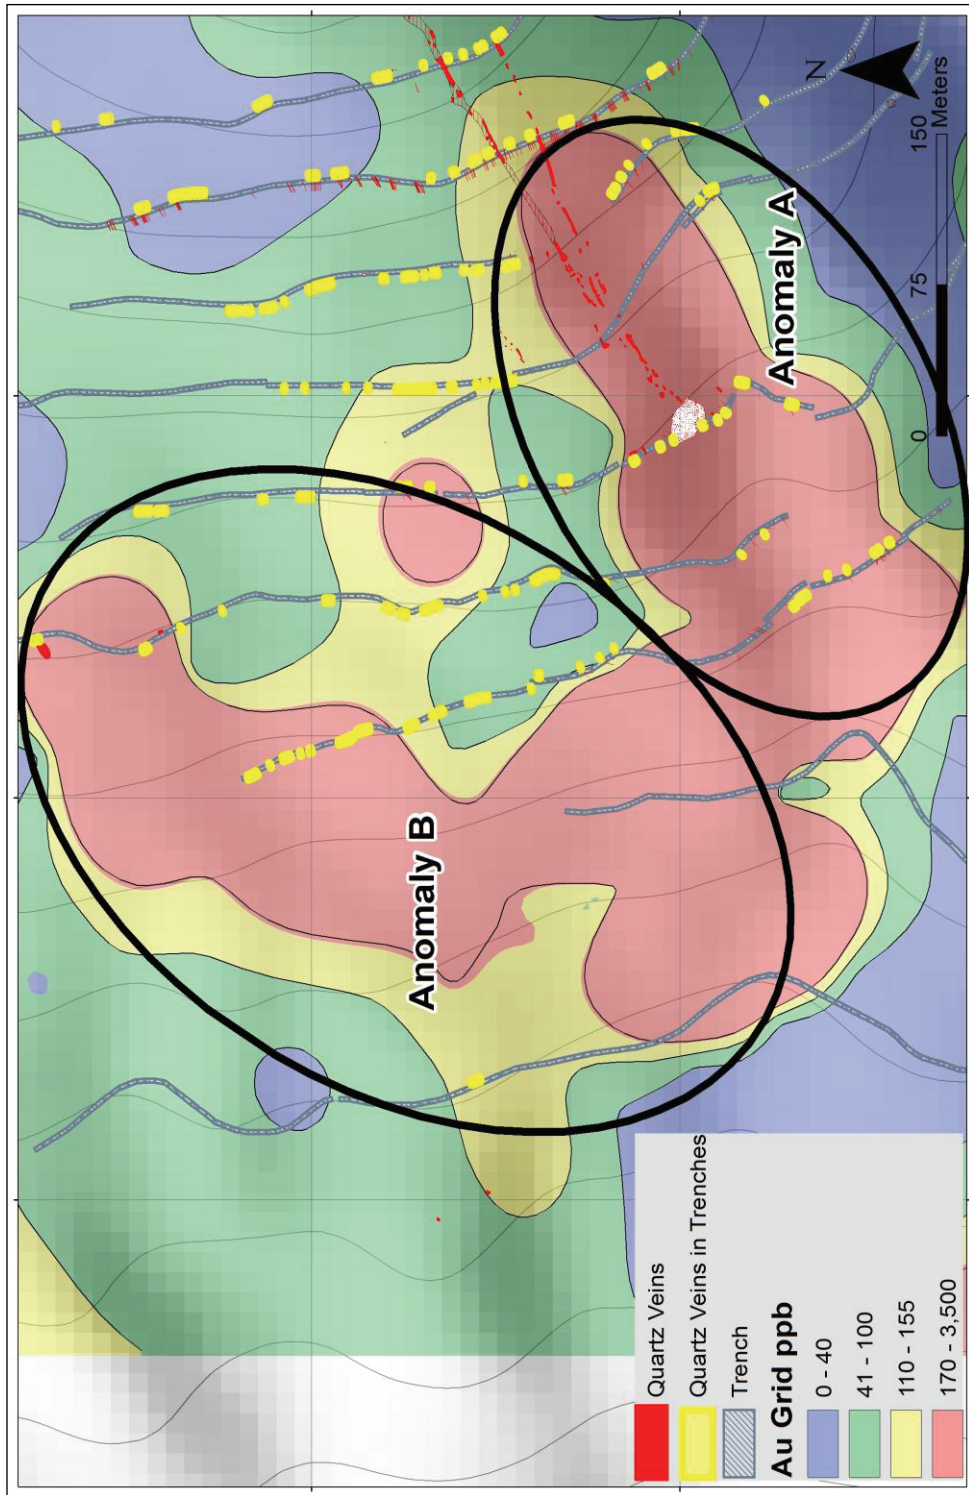 Anomaly B
Anomaly A
N
0 75 150
Meters
Quartz Veins
Quartz Veins in Trenches
Trench
Au Grid ppb
0 - 40
41 - 100
110 - 155
170 - 3,500